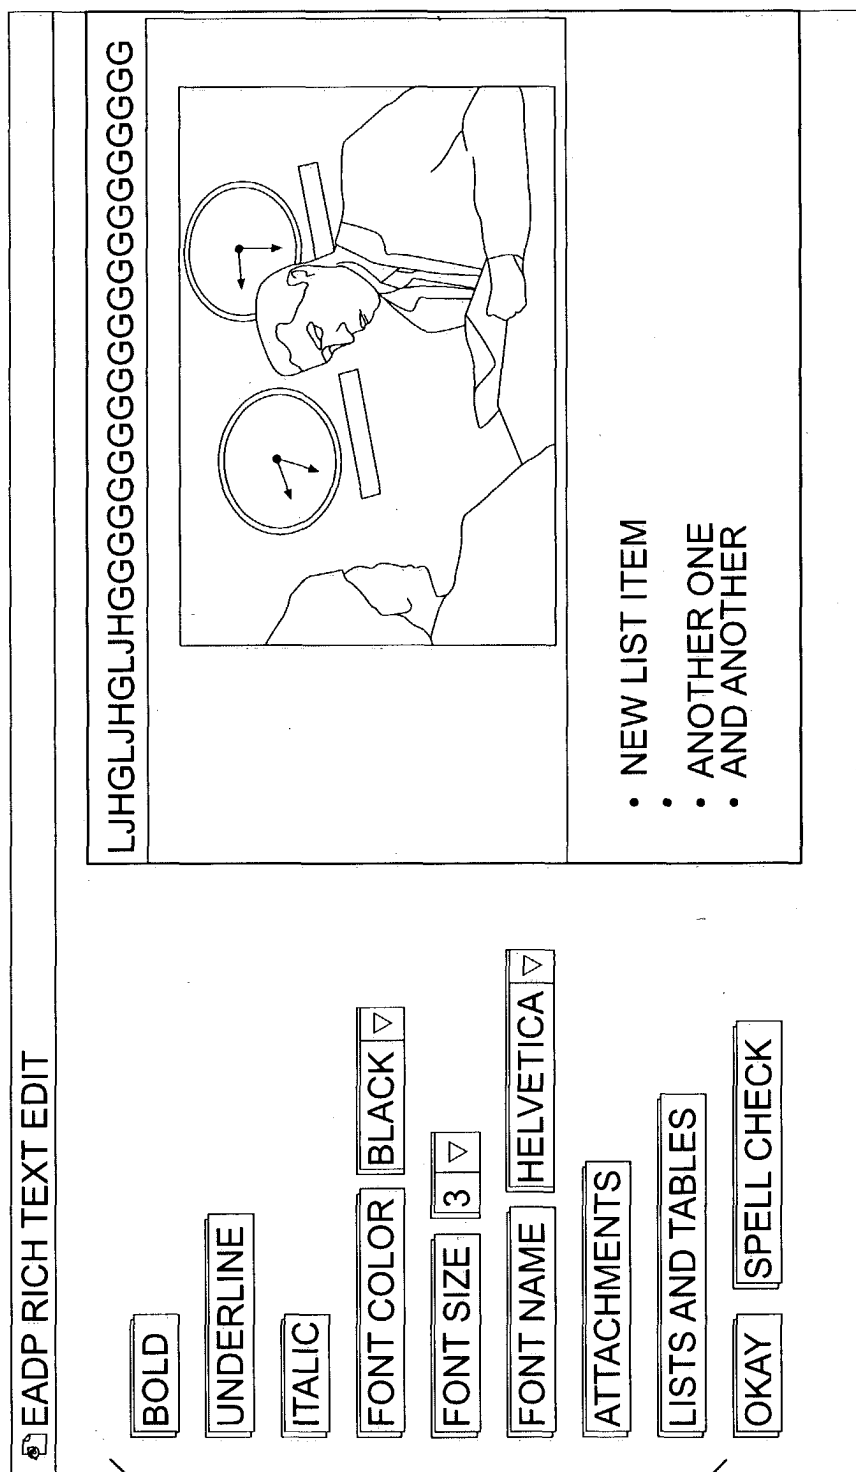 EADP RICH TEXT EDIT
BOLD
UNDERLINE
ITALIC
FONT COLOR BLACK
FONT SIZE 3
FONT NAME HELVETICA
ATTACHMENTS
LISTS AND TABLES
OKAY SPELL CHECK
LJHGLJHGLJHGGGGGGGGGGGGGGGGGGGG
• NEW LIST ITEM
•
• ANOTHER ONE
• AND ANOTHER